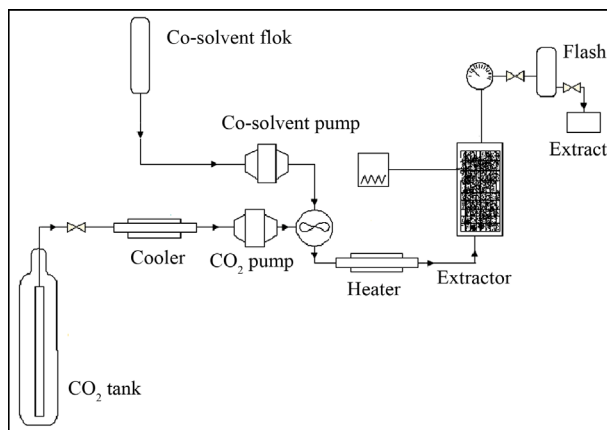 Co-solvent flok
Flash
Co-solvent pump
Extract
Cooler
CO₂ pump
Heater
Extractor
CO₂ tank